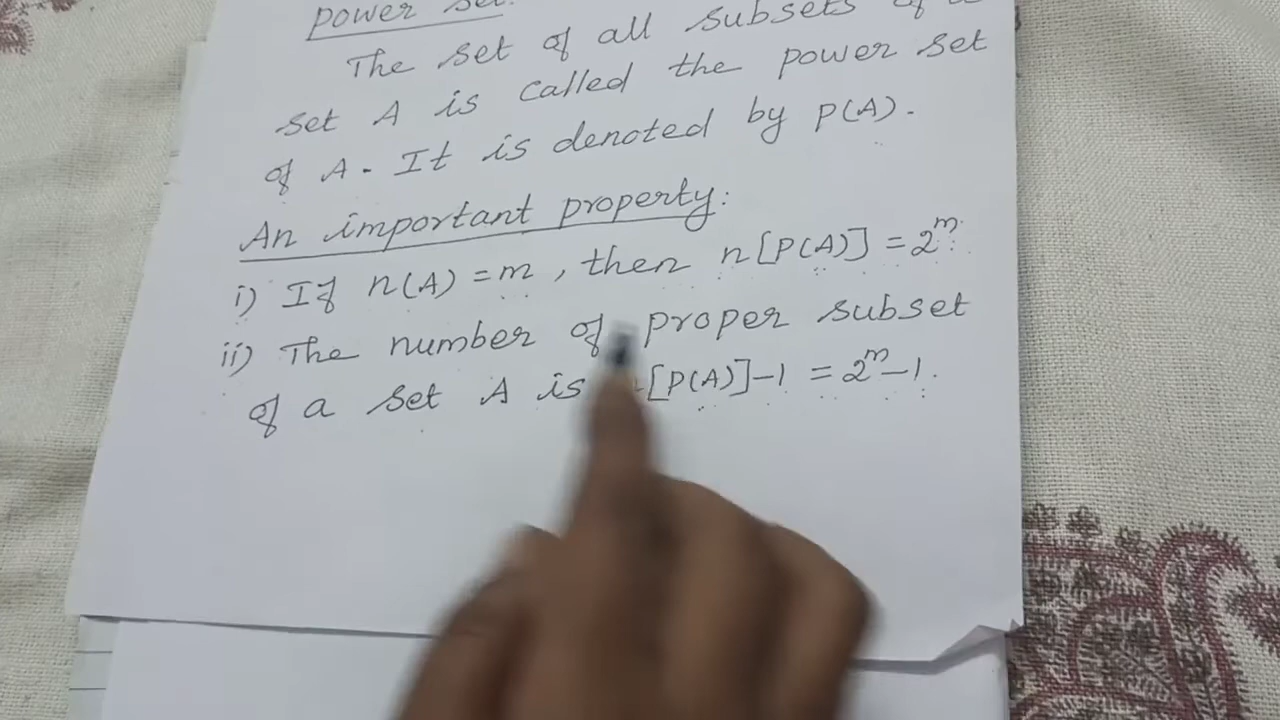 power set:
The set of all subsets of a
set A is called the power set
of A. It is denoted by P(A).
An important property:
i) If n(A) = m, then n[P(A)] = 2^m.
ii) The number of proper subset
of a set A is [P(A)]-1 = 2^m-1.